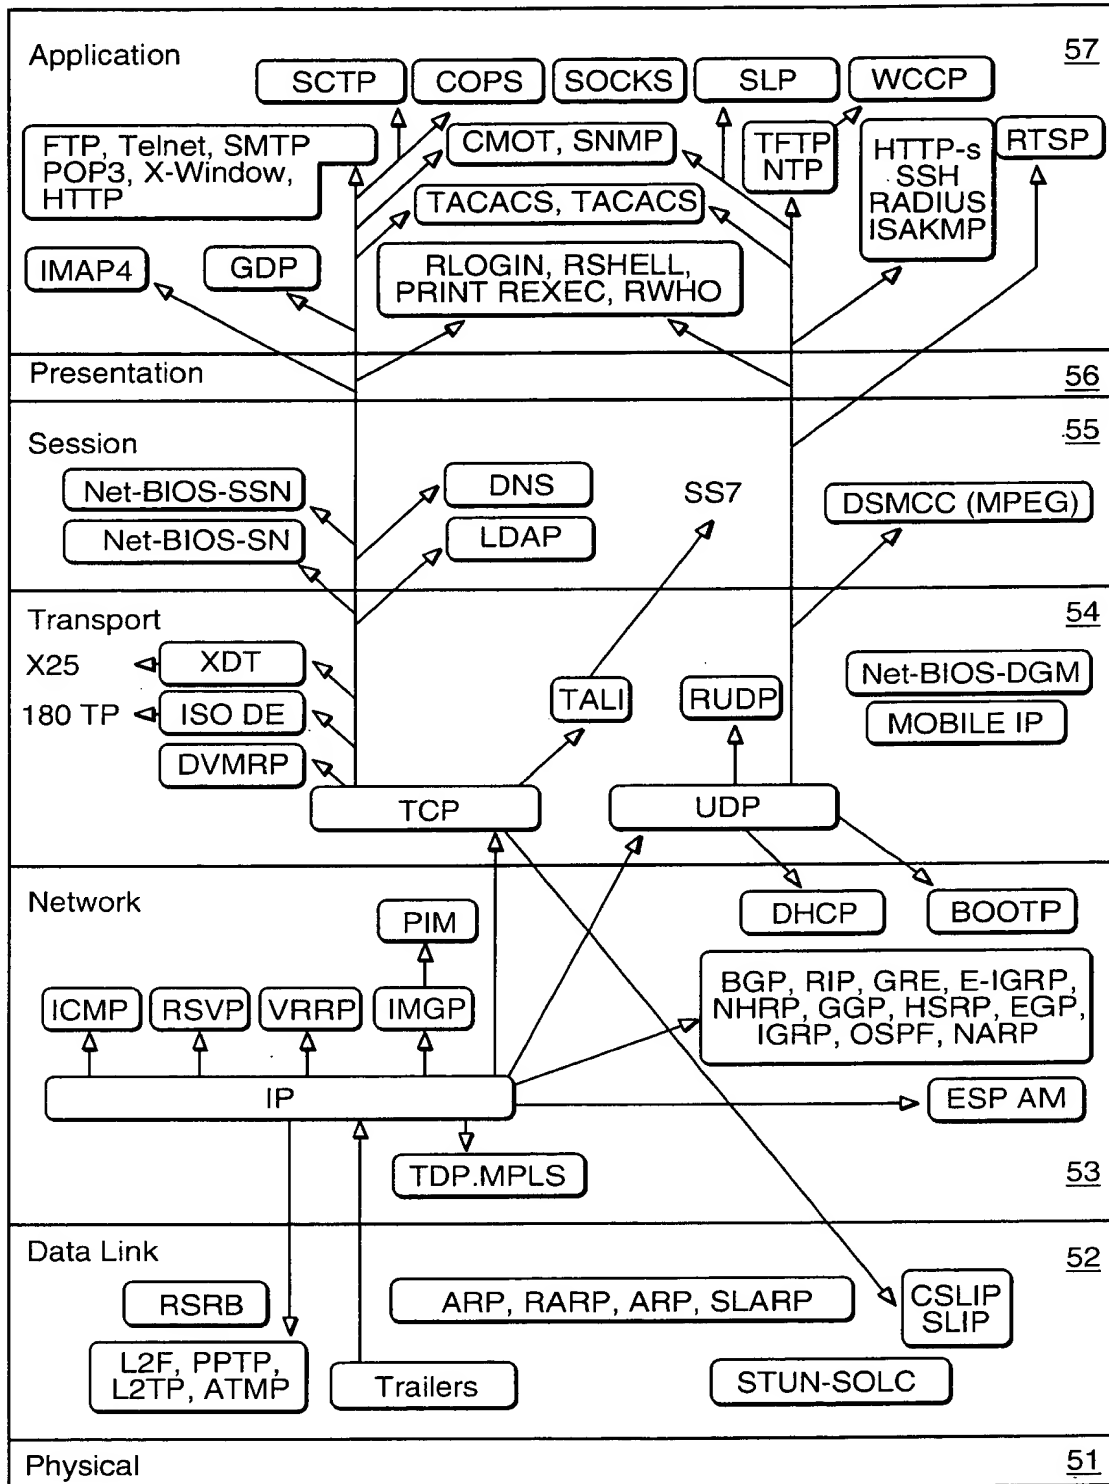 Application
57
SCTP
COPS
SOCKS
SLP
WCCP
FTP, Telnet, SMTP
POP3, X-Window,
HTTP
CMOT, SNMP
TFTP
NTP
HTTP-s
SSH
RADIUS
ISAKMP
RTSP
TACACS, TACACS
IMAP4
GDP
RLOGIN, RSHELL,
PRINT REXEC, RWHO
Presentation
56
Session
55
Net-BIOS-SSN
DNS
SS7
DSMCC (MPEG)
Net-BIOS-SN
LDAP
Transport
54
X25
XDT
TALI
RUDP
Net-BIOS-DGM
180 TP
ISO DE
MOBILE IP
DVMRP
TCP
UDP
Network
PIM
DHCP
BOOTP
ICMP
RSVP
VRRP
IMGP
BGP, RIP, GRE, E-IGRP,
NHRP, GGP, HSRP, EGP,
IGRP, OSPF, NARP
IP
ESP AM
TDP.MPLS
53
Data Link
52
RSRB
ARP, RARP, ARP, SLARP
CSLIP
SLIP
L2F, PPTP,
L2TP, ATMP
Trailers
STUN-SOLC
Physical
51